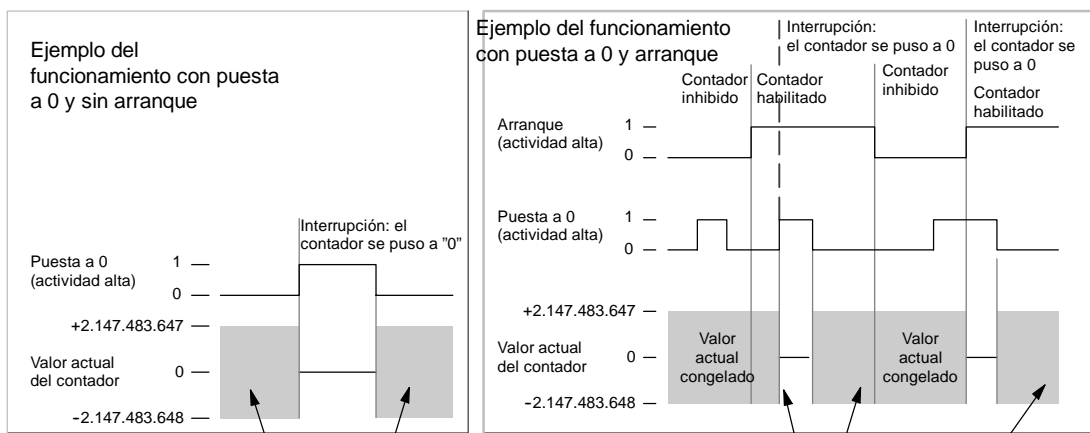 Ejemplo del
funcionamiento con puesta
a 0 y sin arranque
Interrupción: el
contador se puso a "0"
Puesta a 0
(actividad alta)
1
0
+2.147.483.647
Valor actual
del contador
0
-2.147.483.648
Ejemplo del funcionamiento
con puesta a 0 y arranque
Interrupción:
el contador se puso a 0
Interrupción:
el contador se
puso a 0
Contador
inhibido
Contador
habilitado
Contador
inhibido
Contador
habilitado
Arranque
(actividad alta)
1
0
Puesta a 0
(actividad alta)
1
0
+2.147.483.647
Valor actual
del contador
0
-2.147.483.648
Valor
actual
congelado
Valor
actual
congelado